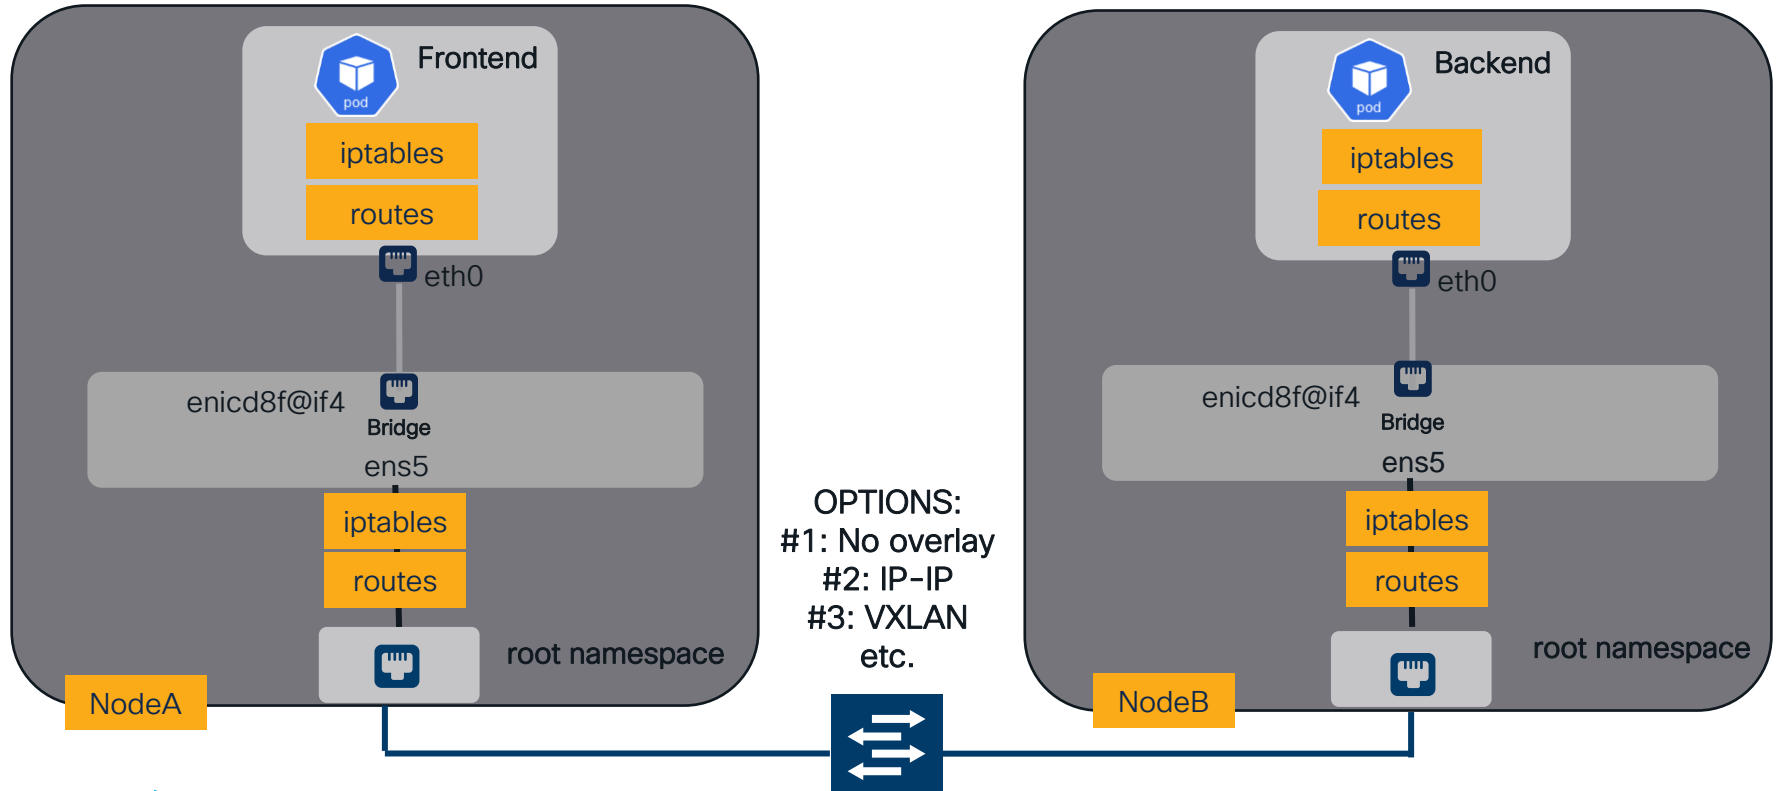 Frontend
pod
iptables
routes
eth0
enicd8f@if4
Bridge
ens5
iptables
routes
root namespace
NodeA
OPTIONS:
#1: No overlay
#2: IP-IP
#3: VXLAN
etc.
Backend
pod
iptables
routes
eth0
enicd8f@if4
Bridge
ens5
iptables
routes
root namespace
NodeB